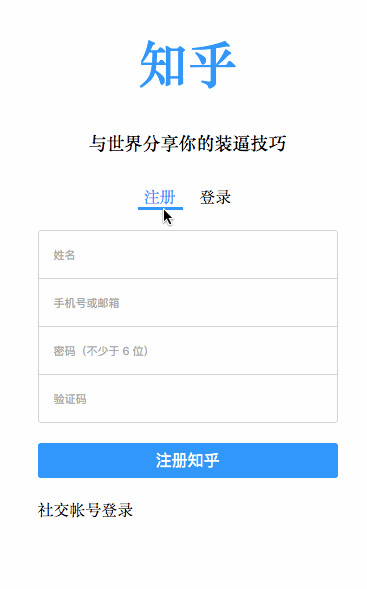 知乎
与世界分享你的装逼技巧
注册 登录
姓名
手机号或邮箱
密码（不少于 6 位）
验证码
注册知乎
社交帐号登录